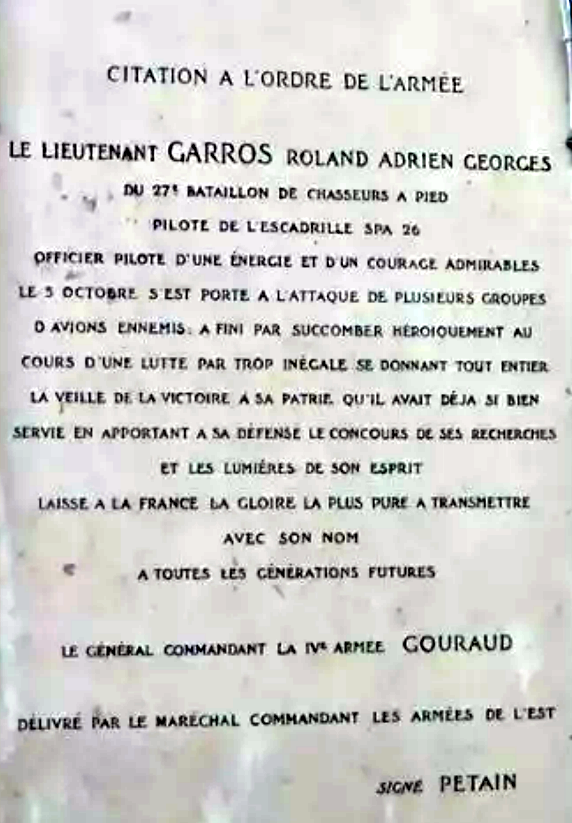 CITATION A L'ORDRE DE L'ARMÉE
LE LIEUTENANT GARROS ROLAND ADRIEN GEORGES
DU 27E BATAILLON DE CHASSEURS A PIED
PILOTE DE L'ESCADRILLE SPA 26
OFFICIER PILOTE D'UNE ÉNERGIE ET D'UN COURAGE ADMIRABLES
LE 5 OCTOBRE S'EST PORTE A L'ATTAQUE DE PLUSIEURS GROUPES
D AVIONS ENNEMIS. A FINI PAR SUCCOMBER HÉROIQUEMENT AU
COURS D'UNE LUTTE PAR TROP INÉGALE SE DONNANT TOUT ENTIER
LA VEILLE DE LA VICTOIRE A SA PATRIE QU'IL AVAIT DÉJA SI BIEN
SERVIE EN APPORTANT A SA DÉFENSE LE CONCOURS DE SES RECHERCHES
ET LES LUMIÉRES DE SON ESPRIT
LAISSE A LA FRANCE LA GLOIRE LA PLUS PURE A TRANSMETTRE
AVEC SON NOM
A TOUTES LES GÉNÉRATIONS FUTURES
LE GÉNÉRAL COMMANDANT LA IVE ARMEE GOURAUD
DÉLIVRÉ PAR LE MARÉCHAL COMMANDANT LES ARMÉES DE L'EST
SIGNÉ PETAIN